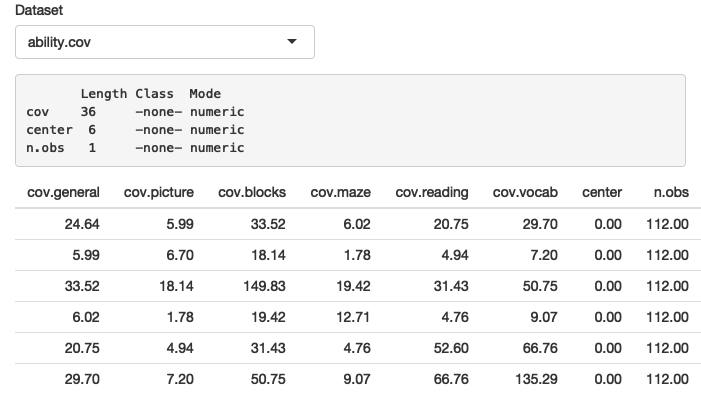 Dataset
ability.cov
Length Class Mode
cov 36 -none- numeric
center 6 -none- numeric
n.obs 1 -none- numeric
cov.general cov.picture cov.blocks cov.maze cov.reading cov.vocab center n.obs
24.64 5.99 33.52 6.02 20.75 29.70 0.00 112.00
5.99 6.70 18.14 1.78 4.94 7.20 0.00 112.00
33.52 18.14 149.83 19.42 31.43 50.75 0.00 112.00
6.02 1.78 19.42 12.71 4.76 9.07 0.00 112.00
20.75 4.94 31.43 4.76 52.60 66.76 0.00 112.00
29.70 7.20 50.75 9.07 66.76 135.29 0.00 112.00